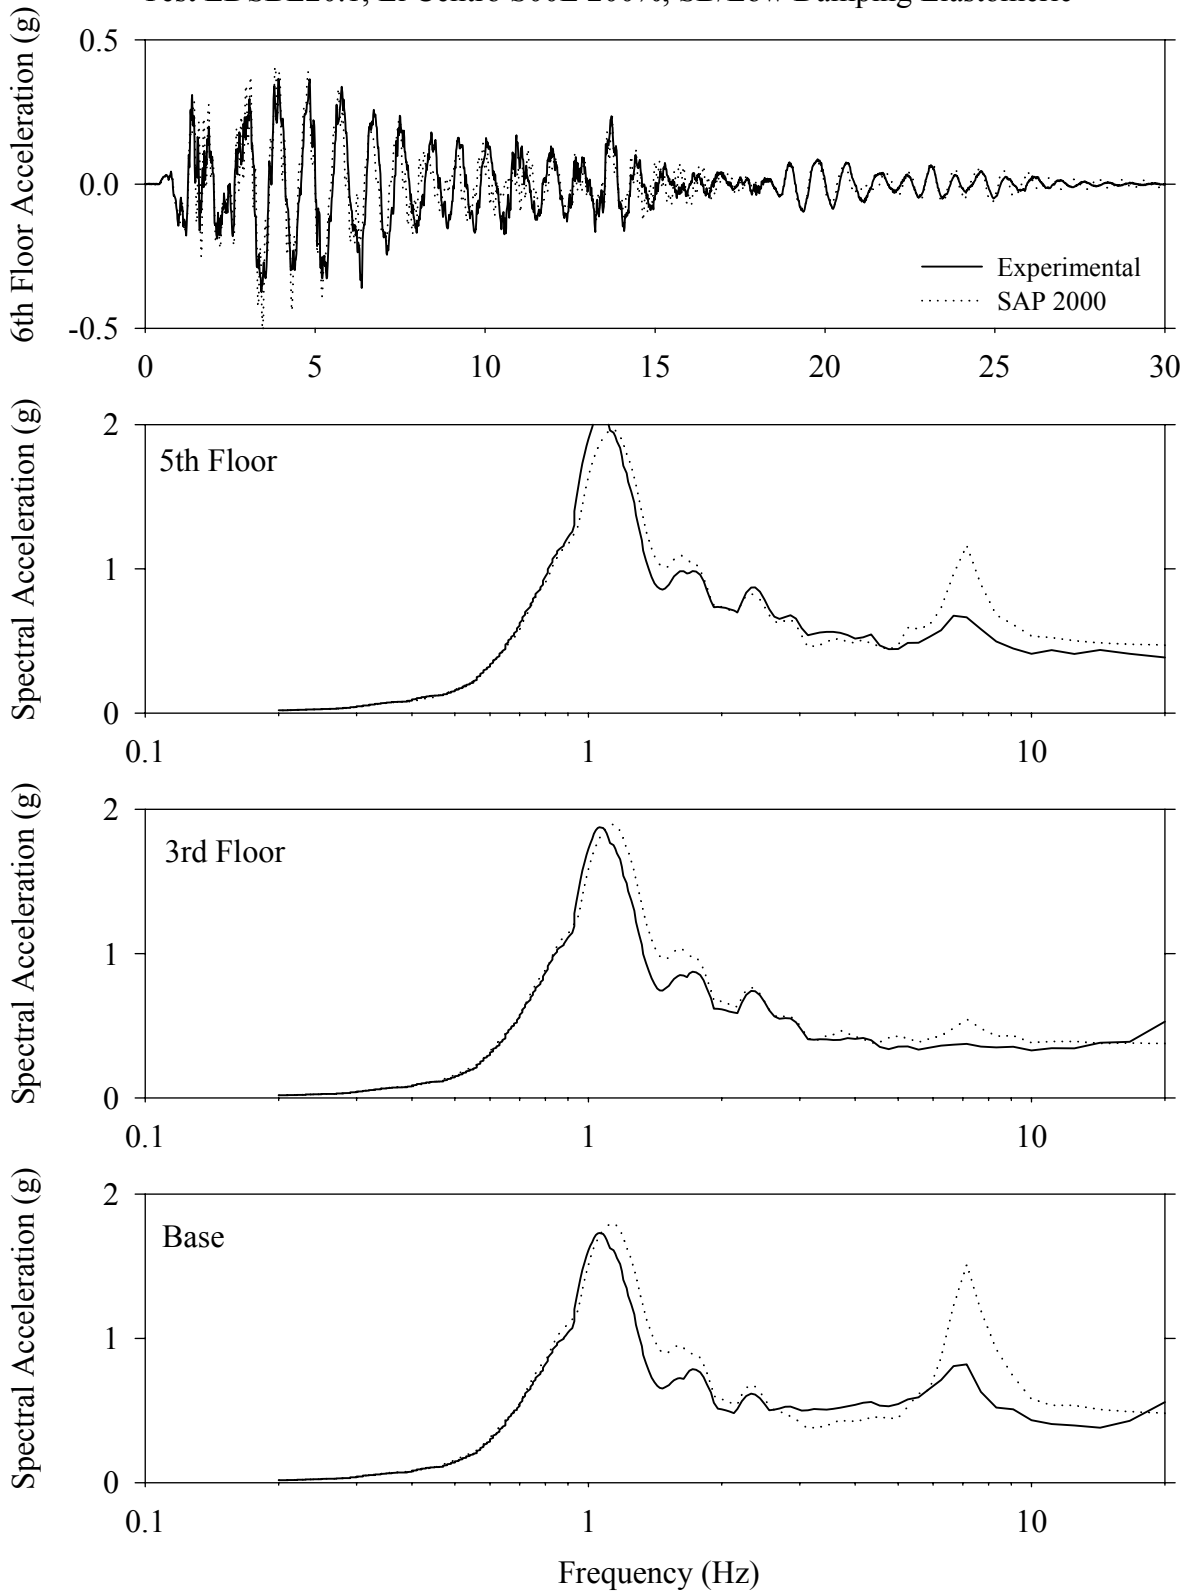 0.5
0.0
-0.5
6th Floor Acceleration (g)
Experimental
SAP 2000
0 5 10 15 20 25 30
2
1
0
Spectral Acceleration (g)
5th Floor
0.1 1 10
2
1
0
Spectral Acceleration (g)
3rd Floor
0.1 1 10
2
1
0
Spectral Acceleration (g)
Base
0.1 1 10
Frequency (Hz)